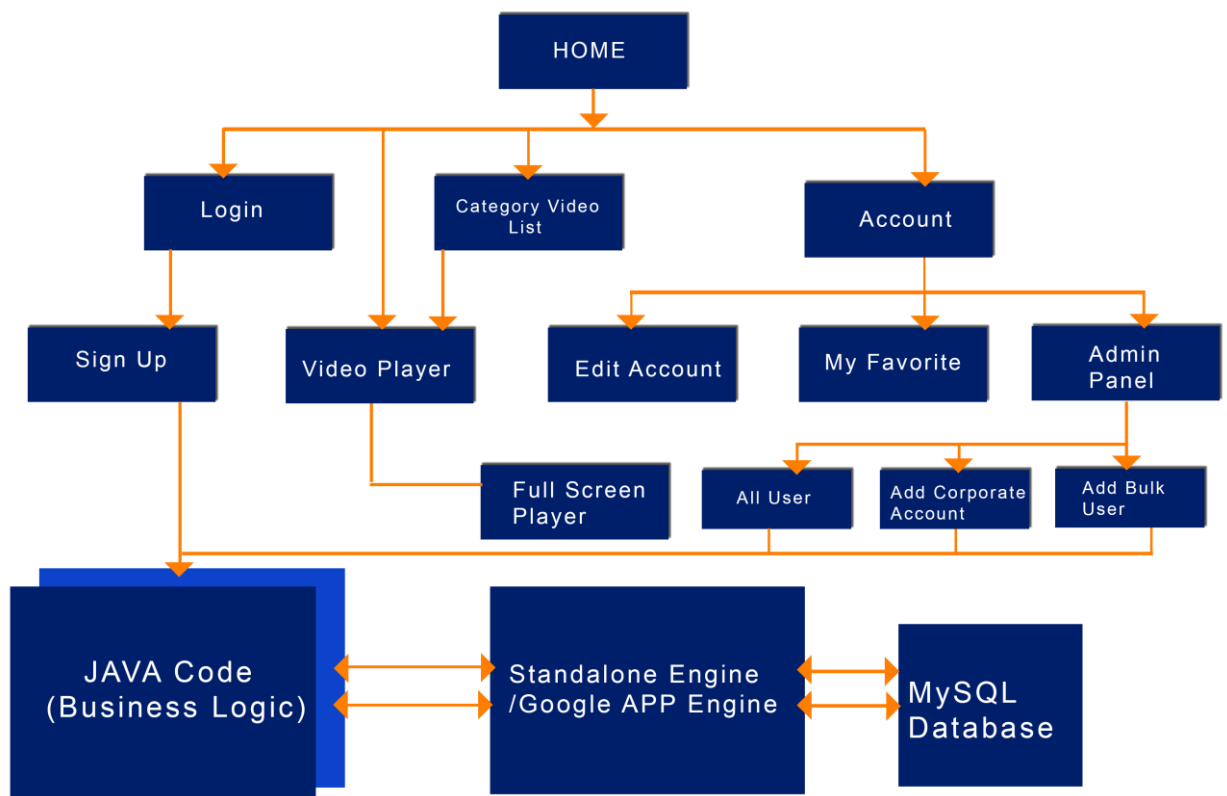 HOME
Login
Category Video
List
Account
Sign Up
Video Player
Edit Account
My Favorite
Admin
Panel
Full Screen
Player
All User
Add Corporate
Account
Add Bulk
User
JAVA Code
(Business Logic)
Standalone Engine
/Google APP Engine
MySQL
Database